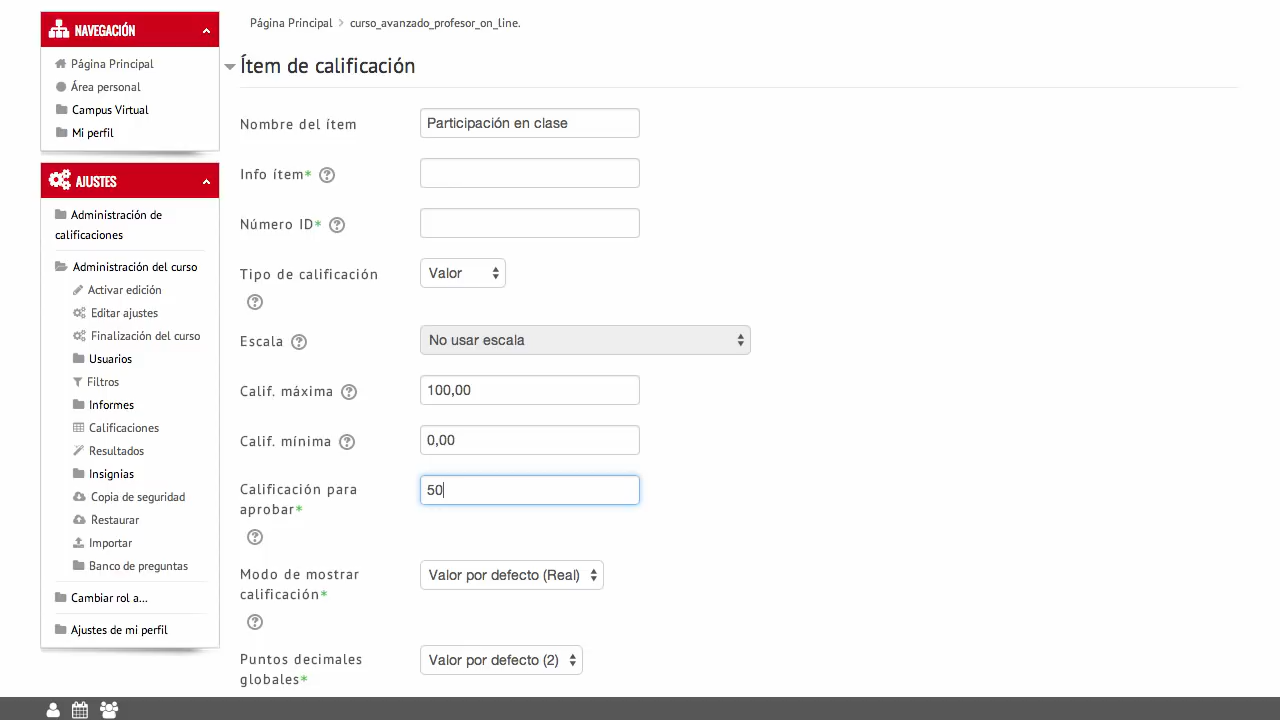 NAVEGACIÓN
Página Principal
Área personal
Campus Virtual
Mi perfil
AJUSTES
Administración de
calificaciones
Administración del curso
Activar edición
Editar ajustes
Finalización del curso
Usuarios
Filtros
Informes
Calificaciones
Resultados
Insignias
Copia de seguridad
Restaurar
Importar
Banco de preguntas
Cambiar rol a...
Ajustes de mi perfil
Página Principal > curso_avanzado_profesor_on_line.
Ítem de calificación
Nombre del ítem Participación en clase
Info ítem*
Número ID*
Tipo de calificación Valor
Escala No usar escala
Calif. máxima 100,00
Calif. mínima 0,00
Calificación para
aprobar* 50
Modo de mostrar
calificación* Valor por defecto (Real)
Puntos decimales
globales* Valor por defecto (2)